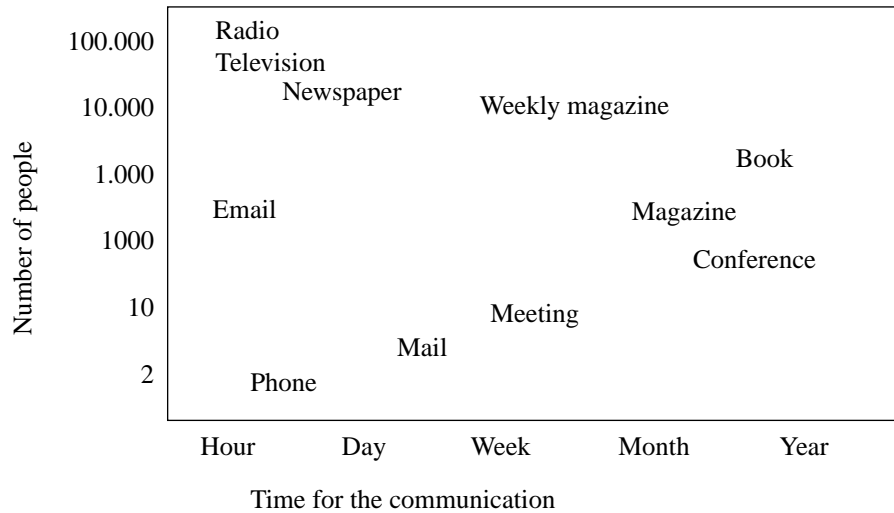 100.000
Radio
Television
Newspaper
10.000
Weekly magazine
Book
1.000
Email
Magazine
1000
Conference
10
Meeting
Mail
2
Phone
Number of people
Hour Day Week Month Year
Time for the communication